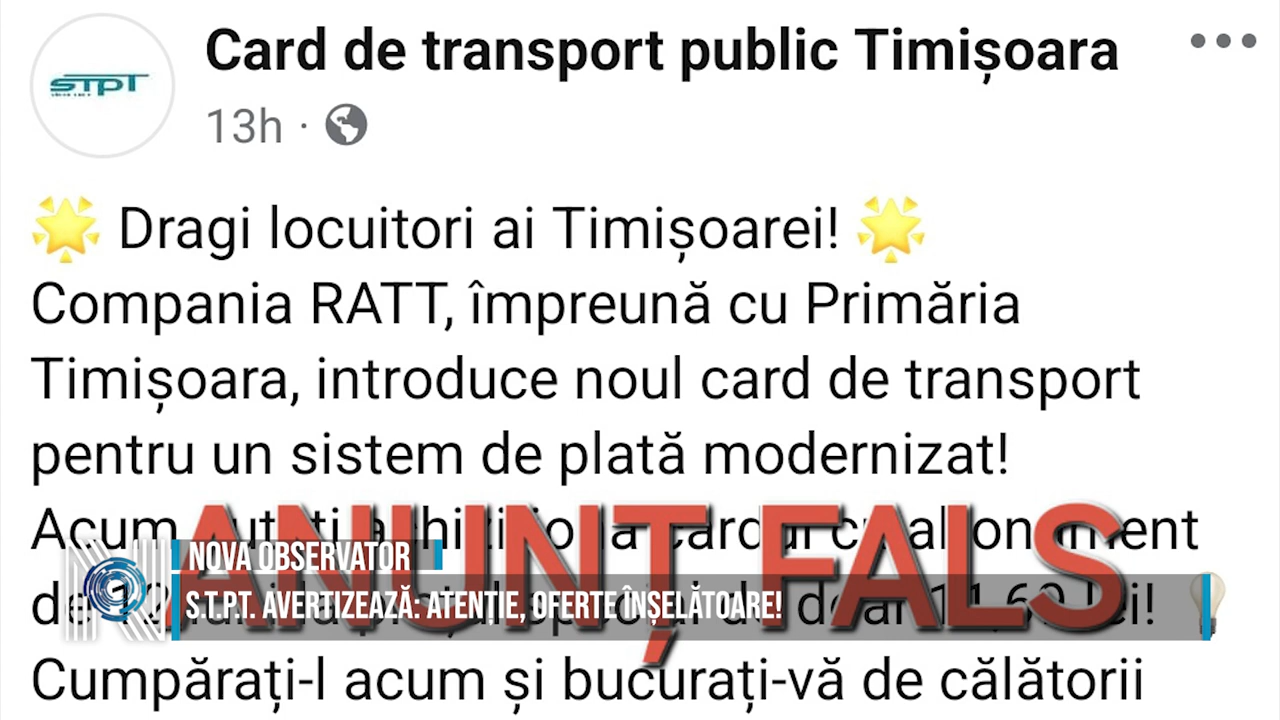 STPT
Card de transport public Timișoara
13h
Dragi locuitori ai Timișoarei!
Compania RATT, împreună cu Primăria
Timișoara, introduce noul card de transport
pentru un sistem de plată modernizat!
Acum
ANUNȚ FALS
NOVA OBSERVATOR
S.T.P.T. AVERTIZEAZĂ: ATENȚIE, OFERTE ÎNȘELĂTOARE!
Cumpărați-l acum și bucurați-vă de călătorii